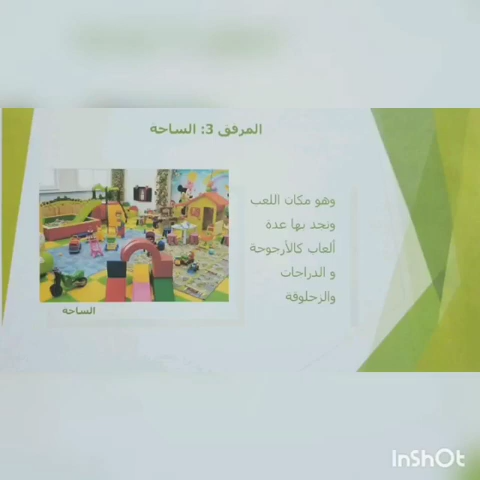 المرفق 3: الساحة
وهو مكان اللعب
ونجد بها عدة
ألعاب كالأرجوحة
و الدراجات
والزحلوقة
الساحة
InShOt